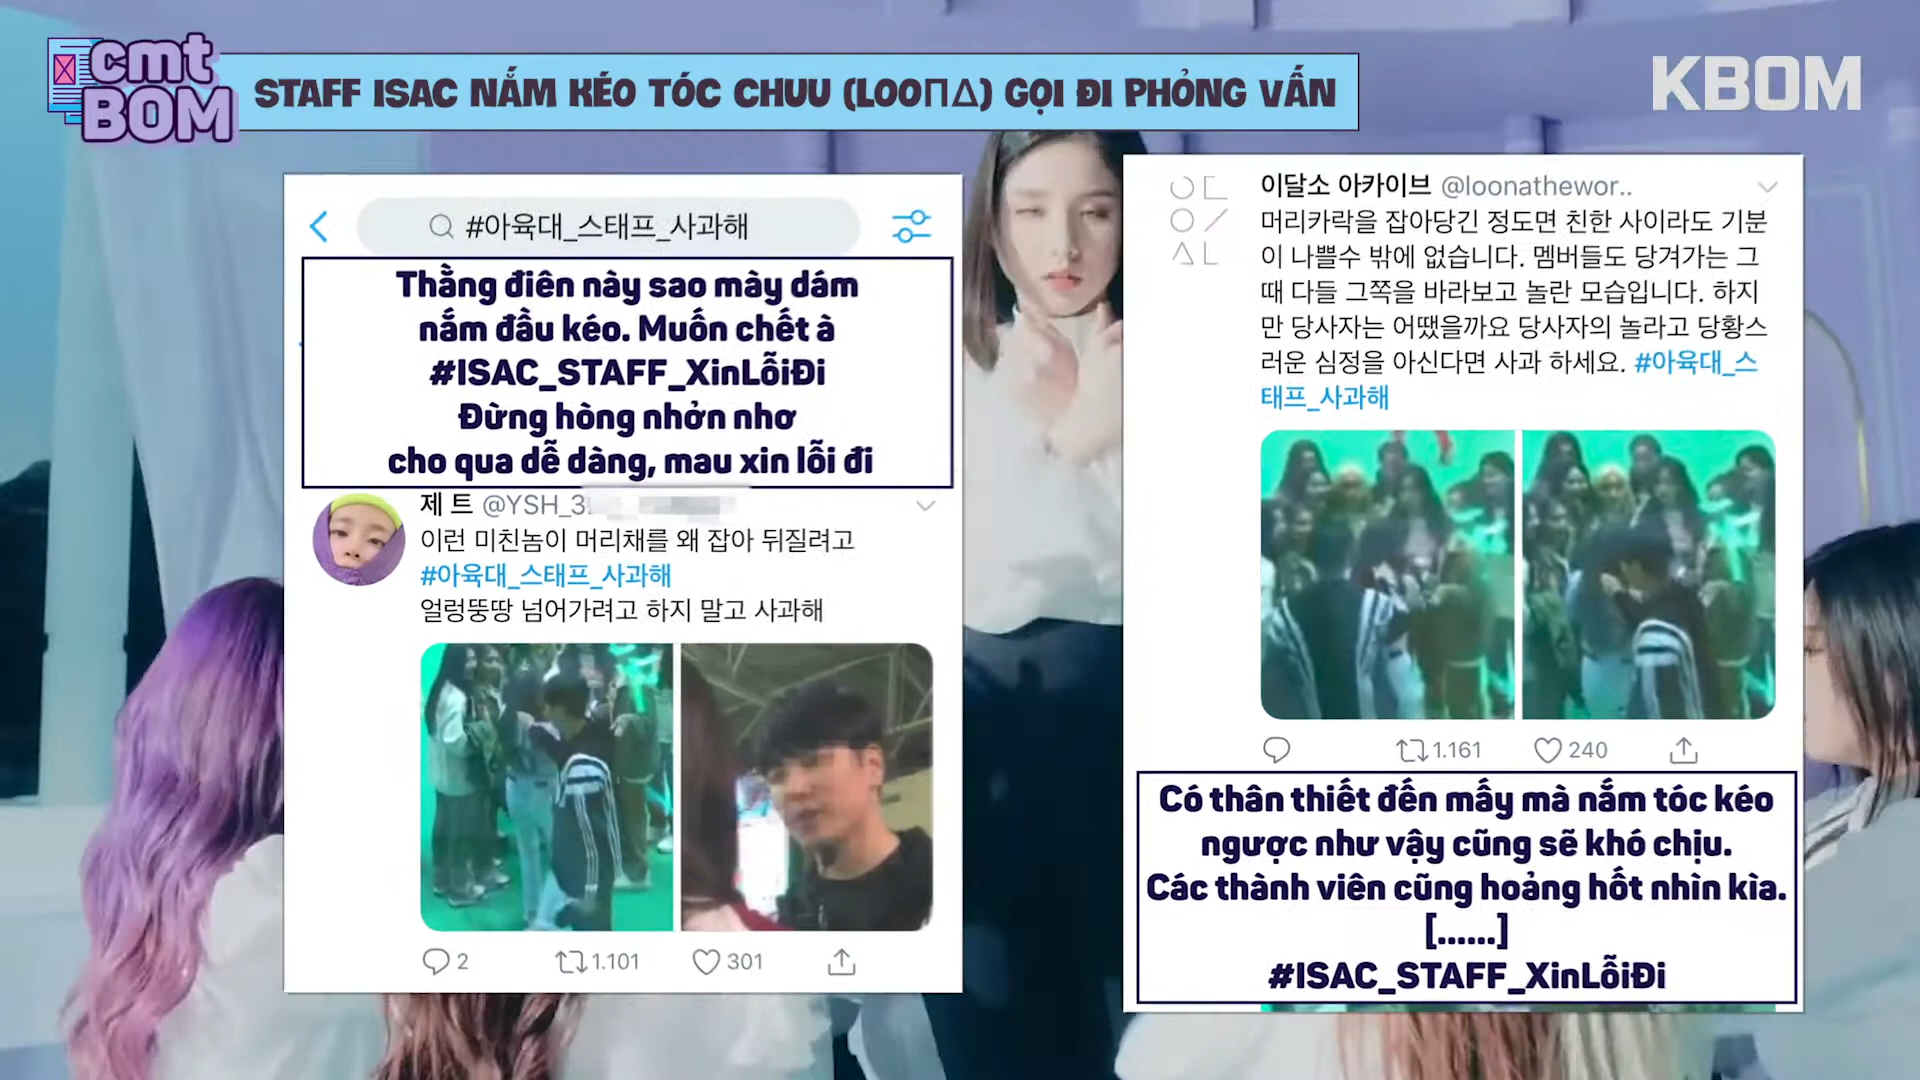 cmt
BOM
STAFF ISAC NẮM KÉO TÓC CHUU (LOOΠΔ) GỌI ĐI PHỎNG VẤN
KBOM
#아육대_스태프_사과해
Thằng điên này sao mày dám
nắm đầu kéo. Muốn chết à
#ISAC_STAFF_XinLỗiĐi
Đừng hòng nhởn nhơ
cho qua dễ dàng, mau xin lỗi đi
제 트 @YSH_3
이런 미친놈이 머리채를 왜 잡아 뒤질려고
#아육대_스태프_사과해
얼렁뚱땅 넘어가려고 하지 말고 사과해
2 1.101 301
이달소 아카이브 @loonathewor..
머리카락을 잡아당긴 정도면 친한 사이라도 기분
이 나쁠수 밖에 없습니다. 멤버들도 당겨가는 그
때 다들 그쪽을 바라보고 놀란 모습입니다. 하지
만 당사자는 어땠을까요 당사자의 놀라고 당황스
러운 심정을 아신다면 사과 하세요. #아육대_스
태프_사과해
1.161 240
Có thân thiết đến mấy mà nắm tóc kéo
ngược như vậy cũng sẽ khó chịu.
Các thành viên cũng hoảng hốt nhìn kìa.
[......]
#ISAC_STAFF_XinLỗiĐi